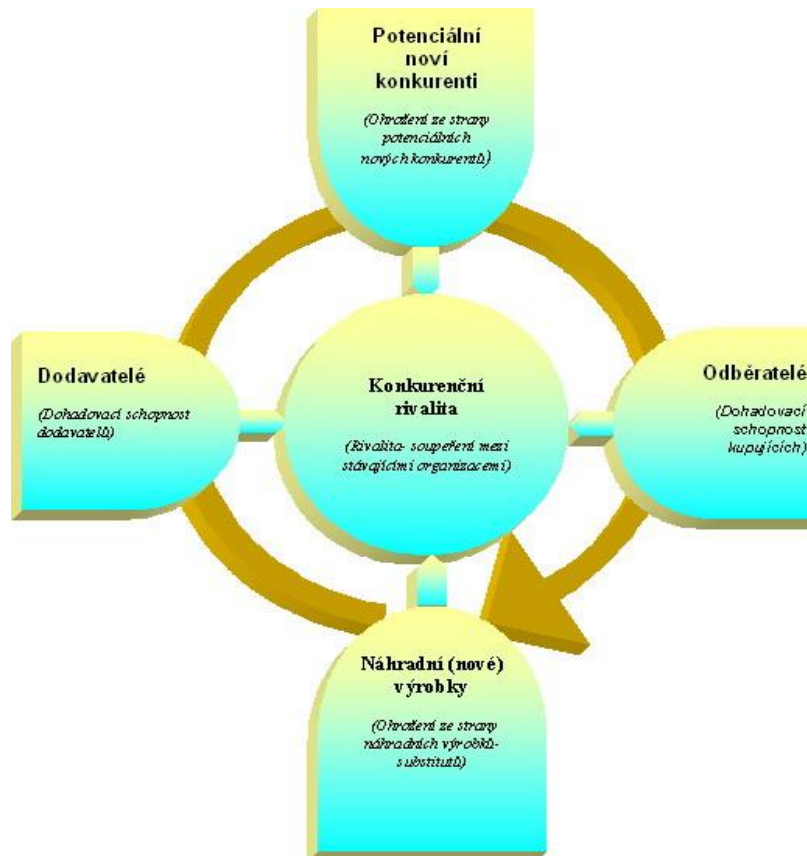 Potenciální
noví
konkurenti
(Ohrožení ze strany
potenciálních
nových konkurentů)
Dodavatelé
(Dohadovací schopnost
dodavatelů)
Konkurenční
rivalita
(Rivalita- soupeření mezi
stávajícími organizacemi)
Odběratelé
(Dohadovací
schopnost
kupujících)
Náhradní (nové)
výrobky
(Ohrožení ze strany
náhradních výrobků-
substitutů)